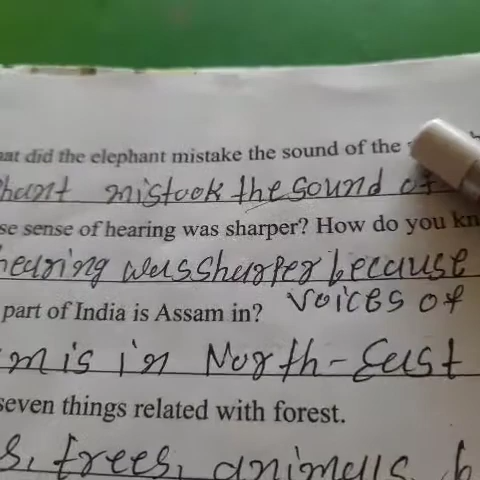 hat did the elephant mistake the sound of the
phant mistook the sound of
se sense of hearing was sharper? How do you kn
hearing was sharper because
part of India is Assam in? voices of
m is in North-East
seven things related with forest.
s, trees, animals,